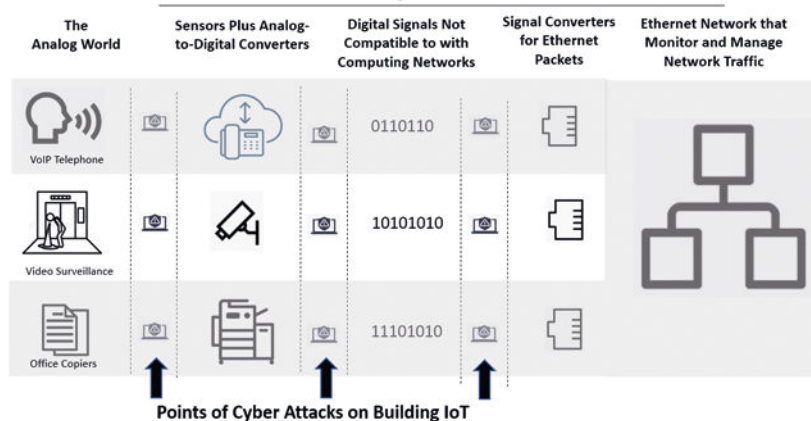 The
Analog World
Sensors Plus Analog-
to-Digital Converters
Digital Signals Not
Compatible to with
Computing Networks
Signal Converters
for Ethernet
Packets
Ethernet Network that
Monitor and Manage
Network Traffic
VoIP Telephone
0110110
Video Surveillance
10101010
Office Copiers
11101010
Points of Cyber Attacks on Building IoT